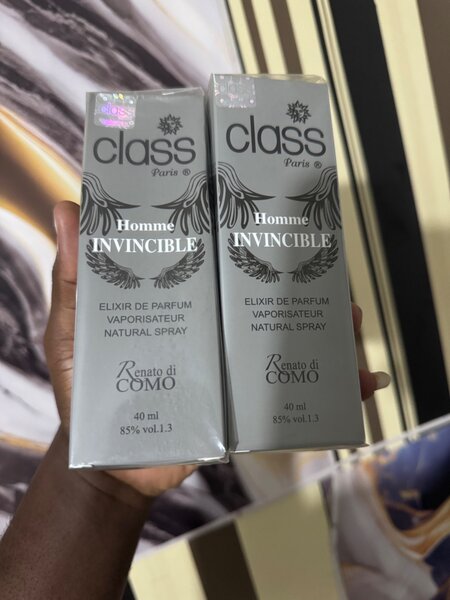 class
class
Paris ®
Homme
INVINCIBLE
ELIXIR DE PARFUM
VAPORISATEUR
NATURAL SPRAY
Renato di
COMO
40 ml
85% vol.1.3
class
class
Paris ®
Homme
INVINCIBLE
ELIXIR DE PARFUM
VAPORISATEUR
NATURAL SPRAY
Renato di
COMO
40 ml
85% vol.1.3